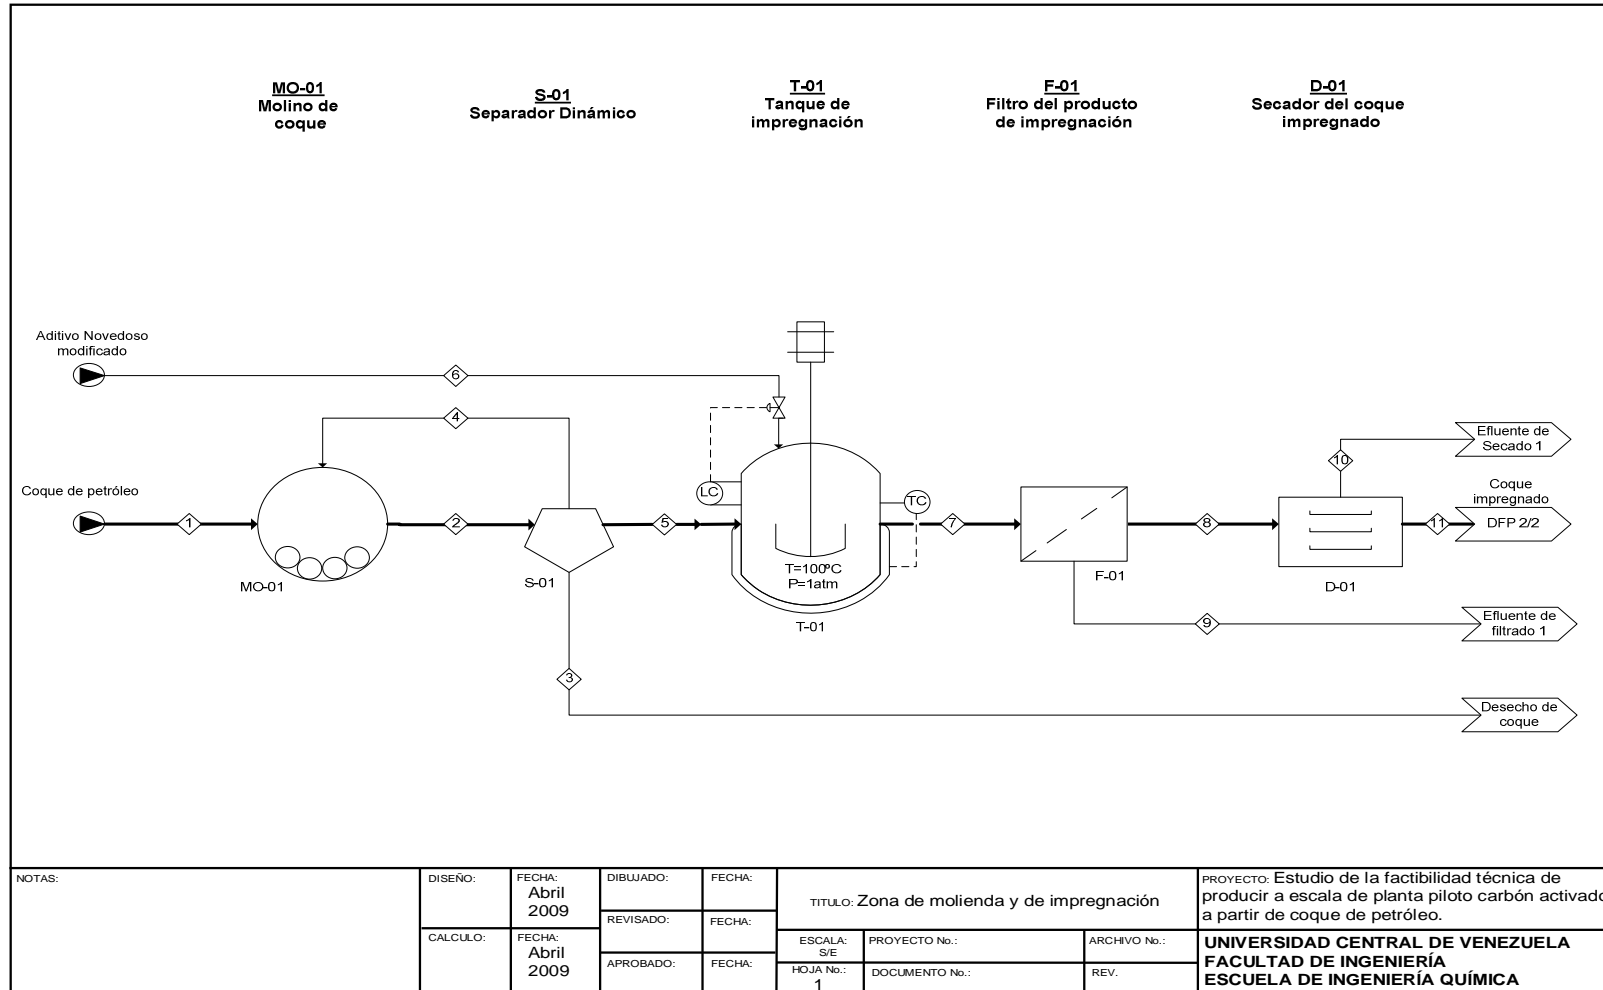 MO-01
Molino de
coque
S-01
Separador Dinámico
T-01
Tanque de
impregnación
F-01
Filtro del producto
de impregnación
D-01
Secador del coque
impregnado
Aditivo Novedoso
modificado
6
4
Coque de petróleo
1
2
5
LC
TC
7
8
10
11
Efluente de
Secado 1
Coque
impregnado
DFP 2/2
T=100ºC
P=1atm
MO-01
S-01
T-01
F-01
D-01
9
Efluente de
filtrado 1
3
Desecho de
coque
NOTAS:
DISEÑO:
FECHA:
Abril
2009
DIBUJADO:
FECHA:
REVISADO:
FECHA:
CALCULO:
FECHA:
Abril
2009
APROBADO:
FECHA:
TITULO: Zona de molienda y de impregnación
ESCALA:
S/E
PROYECTO No.:
ARCHIVO No.:
HOJA No.:
1
DOCUMENTO No.:
REV.
PROYECTO: Estudio de la factibilidad técnica de
producir a escala de planta piloto carbón activado
a partir de coque de petróleo.
UNIVERSIDAD CENTRAL DE VENEZUELA
FACULTAD DE INGENIERÍA
ESCUELA DE INGENIERÍA QUÍMICA